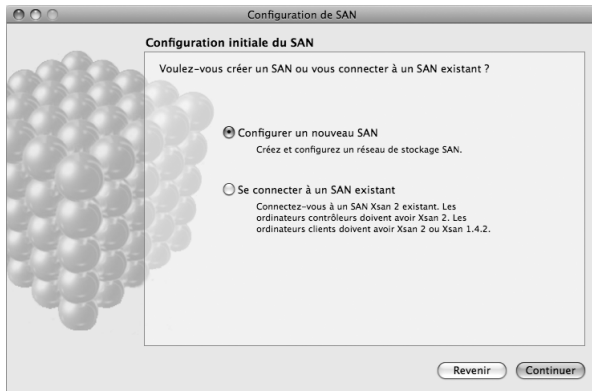 Configuration de SAN
Configuration initiale du SAN
Voulez-vous créer un SAN ou vous connecter à un SAN existant ?
Configurer un nouveau SAN
Créez et configurez un réseau de stockage SAN.
Se connecter à un SAN existant
Connectez-vous à un SAN Xsan 2 existant. Les
ordinateurs contrôleurs doivent avoir Xsan 2. Les
ordinateurs clients doivent avoir Xsan 2 ou Xsan 1.4.2.
Revenir
Continuer